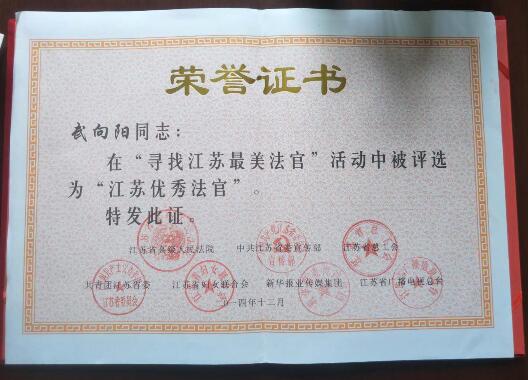 荣誉证书
武向阳同志：
在“寻找江苏最美法官”活动中被评选
为“江苏优秀法官”。
特发此证。
江苏省高级人民法院 中共江苏省委宣传部 江苏省总工会
共青团江苏省委 江苏省妇女联合会 新华报业传媒集团 江苏省广播电视总台
一四年十二月